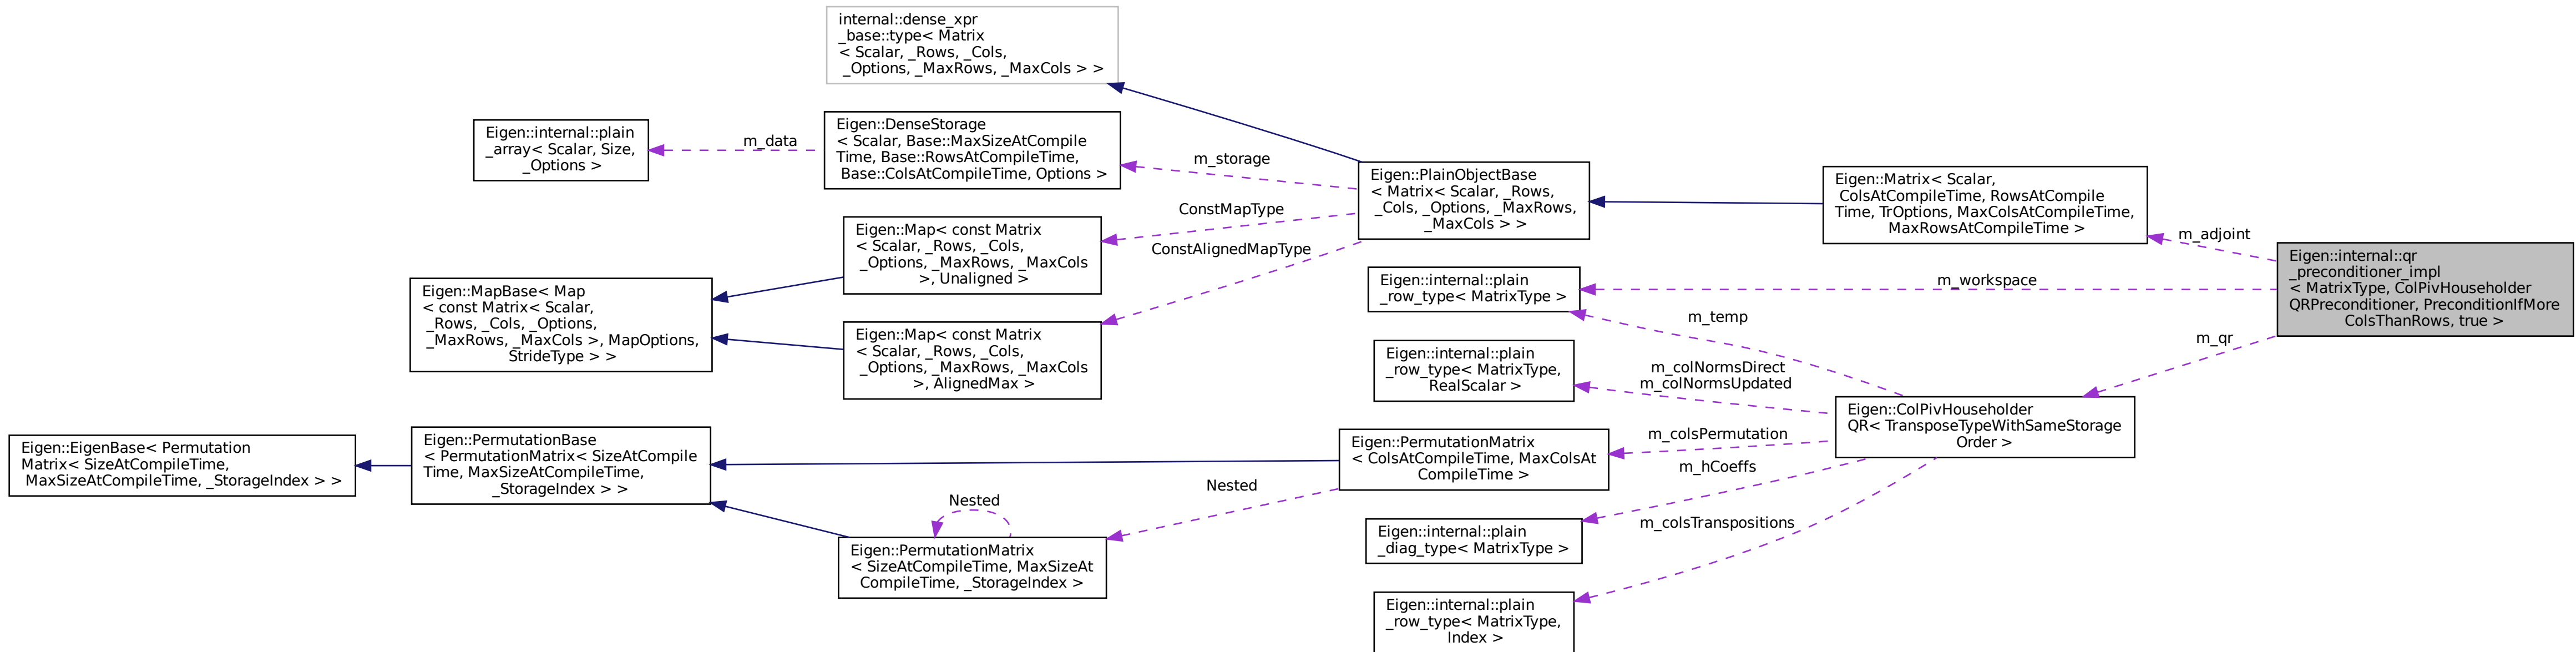 internal::dense_xpr
_base::type< Matrix
< Scalar, _Rows, _Cols,
_Options, _MaxRows, _MaxCols > >
Eigen::internal::plain
_array< Scalar, Size,
_Options >
m_data
Eigen::DenseStorage
< Scalar, Base::MaxSizeAtCompile
Time, Base::RowsAtCompileTime,
Base::ColsAtCompileTime, Options >
m_storage
ConstMapType
ConstAlignedMapType
Eigen::PlainObjectBase
< Matrix< Scalar, _Rows,
_Cols, _Options, _MaxRows,
_MaxCols > >
Eigen::Matrix< Scalar,
ColsAtCompileTime, RowsAtCompile
Time, TrOptions, MaxColsAtCompileTime,
MaxRowsAtCompileTime >
m_adjoint
Eigen::internal::qr
_preconditioner_impl
< MatrixType, ColPivHouseholder
QRPreconditioner, PreconditionIfMore
ColsThanRows, true >
Eigen::Map< const Matrix
< Scalar, _Rows, _Cols,
_Options, _MaxRows, _MaxCols
>, Unaligned >
Eigen::MapBase< Map
< const Matrix< Scalar,
_Rows, _Cols, _Options,
_MaxRows, _MaxCols >, MapOptions,
StrideType > >
Eigen::Map< const Matrix
< Scalar, _Rows, _Cols,
_Options, _MaxRows, _MaxCols
>, AlignedMax >
Eigen::internal::plain
_row_type< MatrixType >
m_workspace
m_temp
m_qr
Eigen::internal::plain
_row_type< MatrixType,
RealScalar >
m_colNormsDirect
m_colNormsUpdated
Eigen::ColPivHouseholder
QR< TransposeTypeWithSameStorage
Order >
Eigen::EigenBase< Permutation
Matrix< SizeAtCompileTime,
MaxSizeAtCompileTime, _StorageIndex > >
Eigen::PermutationBase
< PermutationMatrix< SizeAtCompile
Time, MaxSizeAtCompileTime,
_StorageIndex > >
Nested
Eigen::PermutationMatrix
< SizeAtCompileTime, MaxSizeAt
CompileTime, _StorageIndex >
Nested
Eigen::PermutationMatrix
< ColsAtCompileTime, MaxColsAt
CompileTime >
m_colsPermutation
m_hCoeffs
m_colsTranspositions
Eigen::internal::plain
_diag_type< MatrixType >
Eigen::internal::plain
_row_type< MatrixType,
Index >